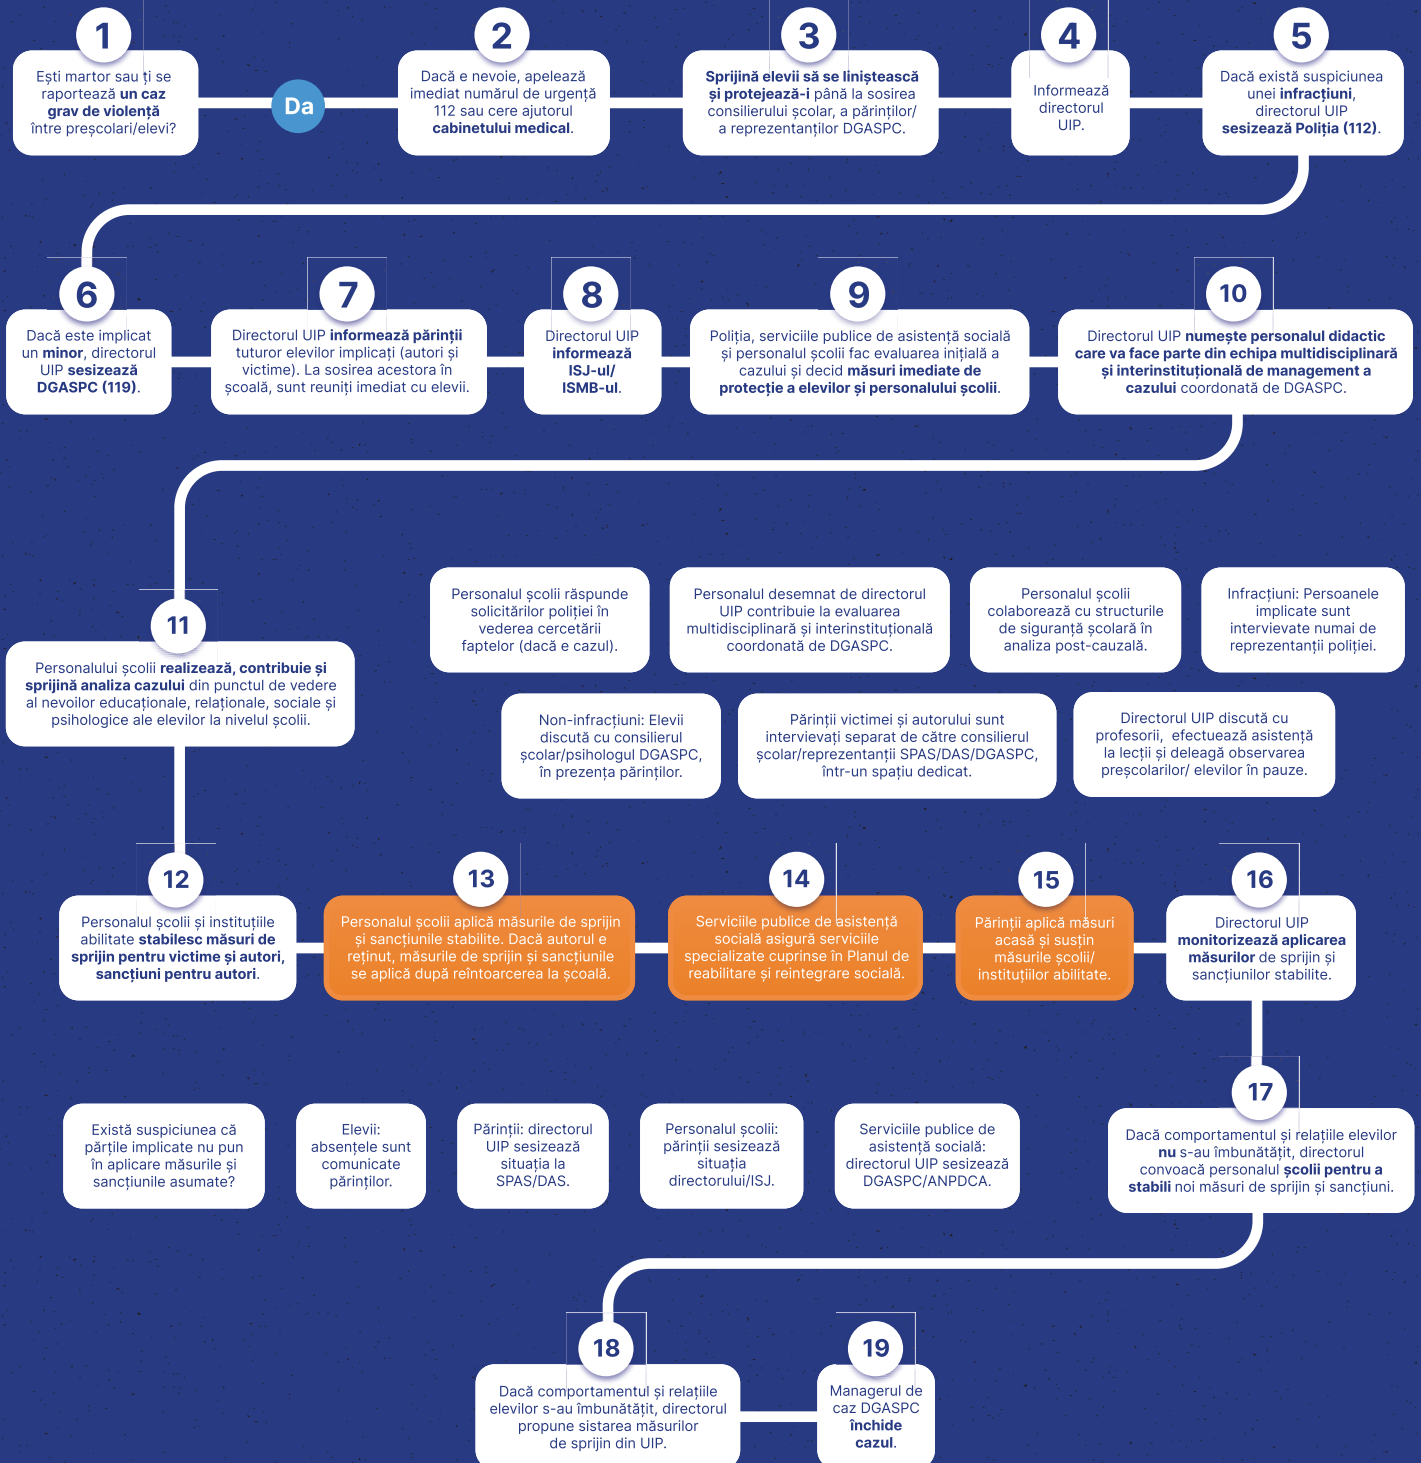 1
Ești martor sau ți se
raportează un caz
grav de violență
între preșcolari/elevi?
Da
2
Dacă e nevoie, apelează
imediat numărul de urgență
112 sau cere ajutorul
cabinetului medical.
3
Sprijină elevii să se liniștească
și protejează-i până la sosirea
consilierului școlar, a părinților/
a reprezentanților DGASPC.
4
Informează
directorul
UIP.
5
Dacă există suspiciunea
unei infracțiuni,
directorul UIP
sesizează Poliția (112).
6
Dacă este implicat
un minor, directorul
UIP sesizează
DGASPC (119).
7
Directorul UIP informează părinții
tuturor elevilor implicați (autori și
victime). La sosirea acestora în
școală, sunt reuniți imediat cu elevii.
8
Directorul UIP
informează
ISJ-ul/
ISMB-ul.
9
Poliția, serviciile publice de asistență socială
și personalul școlii fac evaluarea inițială a
cazului și decid măsuri imediate de
protecție a elevilor și personalului școlii.
10
Directorul UIP numește personalul didactic
care va face parte din echipa multidisciplinară
și interinstituțională de management a
cazului coordonată de DGASPC.
11
Personalului școlii realizează, contribuie și
sprijină analiza cazului din punctul de vedere
al nevoilor educaționale, relaționale, sociale și
psihologice ale elevilor la nivelul școlii.
Personalul școlii răspunde
solicitărilor poliției în
vederea cercetării
faptelor (dacă e cazul).
Personalul desemnat de directorul
UIP contribuie la evaluarea
multidisciplinară și interinstituțională
coordonată de DGASPC.
Personalul școlii
colaborează cu structurile
de siguranță școlară în
analiza post-cauzală.
Infracțiuni: Persoanele
implicate sunt
intervievate numai de
reprezentanții poliției.
Non-infracțiuni: Elevii
discută cu consilierul
școlar/psihologul DGASPC,
în prezența părinților.
Părinții victimei și autorului sunt
intervievați separat de către consilierul
școlar/reprezentanții SPAS/DAS/DGASPC,
într-un spațiu dedicat.
Directorul UIP discută cu
profesorii, efectuează asistență
la lecții și deleagă observarea
preșcolarilor/ elevilor în pauze.
12
Personalul școlii și instituțiile
abilitate stabilesc măsuri de
sprijin pentru victime și autori,
sancțiuni pentru autori.
13
Personalul școlii aplică măsurile de sprijin
și sancțiunile stabilite. Dacă autorul e
reținut, măsurile de sprijin și sancțiunile
se aplică după reîntoarcerea la școală.
14
Serviciile publice de asistență
socială asigură serviciile
specializate cuprinse în Planul de
reabilitare și reintegrare socială.
15
Părinții aplică măsuri
acasă și susțin
măsurile școlii/
instituțiilor abilitate.
16
Directorul UIP
monitorizează aplicarea
măsurilor de sprijin și
sancțiunilor stabilite.
Există suspiciunea că
părțile implicate nu pun
în aplicare măsurile și
sancțiunile asumate?
Elevii:
absențele sunt
comunicate
părinților.
Părinții: directorul
UIP sesizează
situația la
SPAS/DAS.
Personalul școlii:
părinții sesizează
situația
directorului/ISJ.
Serviciile publice de
asistență socială:
directorul UIP sesizează
DGASPC/ANPDCA.
17
Dacă comportamentul și relațiile elevilor
nu s-au îmbunătățit, directorul
convoacă personalul școlii pentru a
stabili noi măsuri de sprijin și sancțiuni.
18
Dacă comportamentul și relațiile
elevilor s-au îmbunătățit, directorul
propune sistarea măsurilor
de sprijin din UIP.
19
Managerul de
caz DGASPC
închide
cazul.